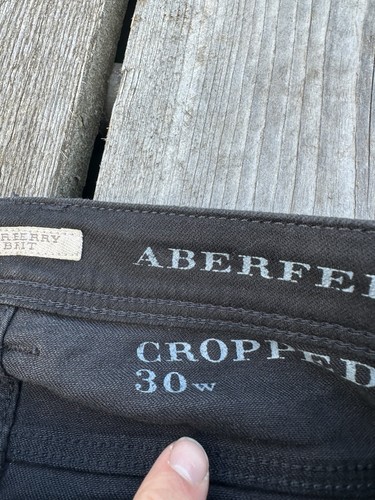 RBERRY
BRIT
ABERFEL
CROPPED
30w